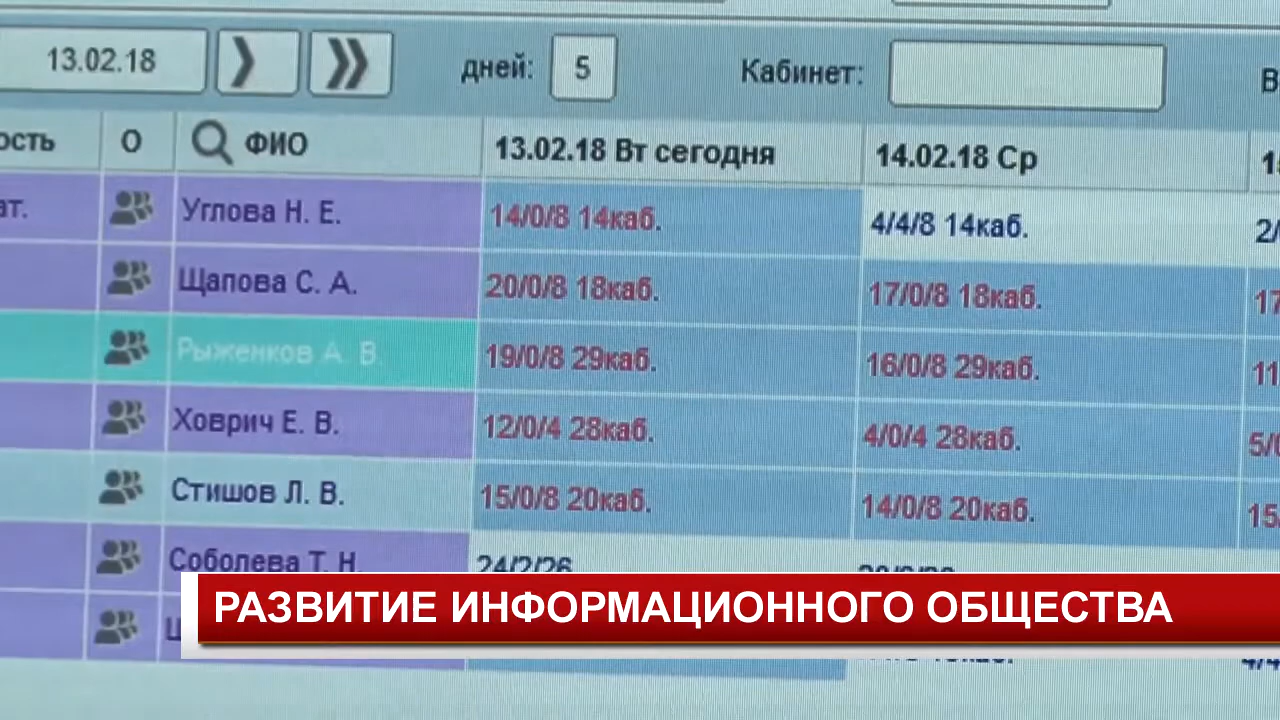 13.02.18 дней: 5 Кабинет:
О ФИО 13.02.18 Вт сегодня 14.02.18 Ср
Углова Н. Е. 14/0/8 14каб. 4/4/8 14каб.
Щапова С. А. 20/0/8 18каб. 17/0/8 18каб.
Рыженков А. В. 19/0/8 29каб. 16/0/8 29каб.
Ховрич Е. В. 12/0/4 28каб. 4/0/4 28каб.
Стишов Л. В. 15/0/8 20каб. 14/0/8 20каб.
Соболева Т. Н. 24/2/26
РАЗВИТИЕ ИНФОРМАЦИОННОГО ОБЩЕСТВА